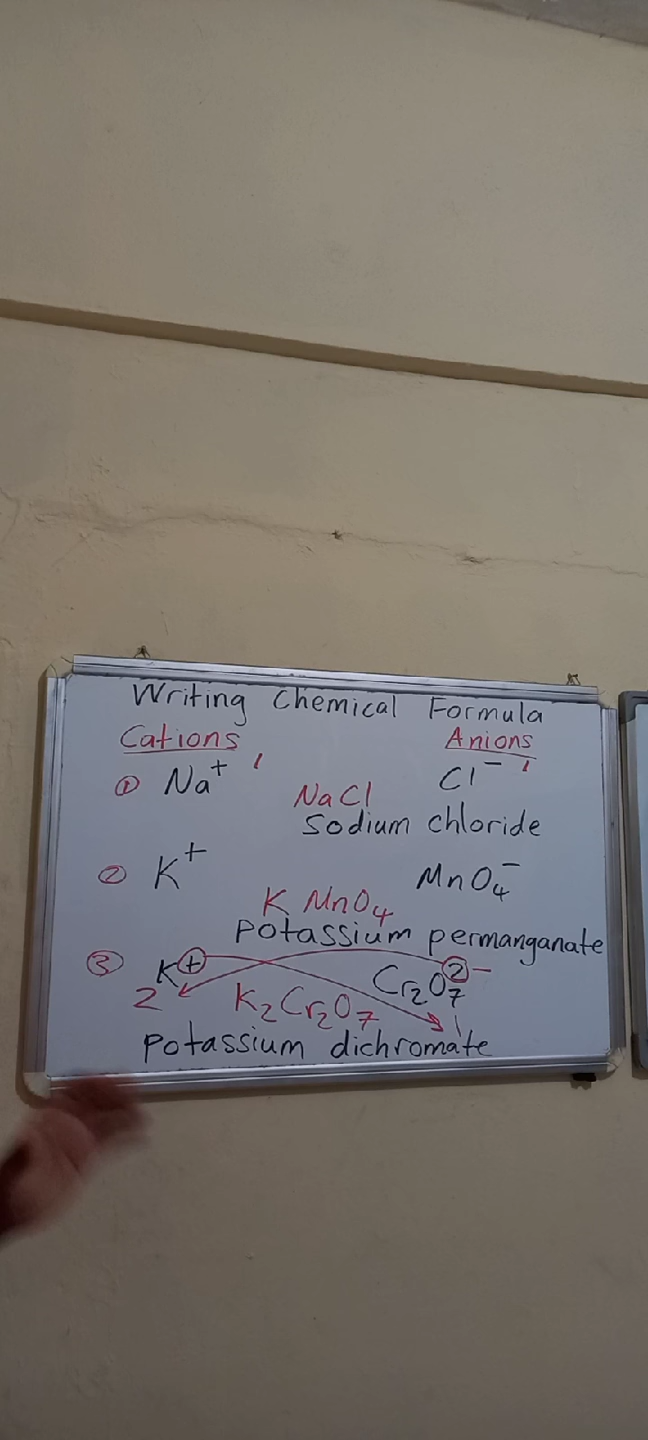 Writing Chemical Formula
Cations Anions
① Na⁺ ' Cl⁻ '
NaCl
Sodium chloride
② K⁺ MnO₄⁻
KMnO₄
potassium permanganate
③ K⁺ Cr₂O₇²⁻
2 K₂Cr₂O₇ 1
potassium dichromate